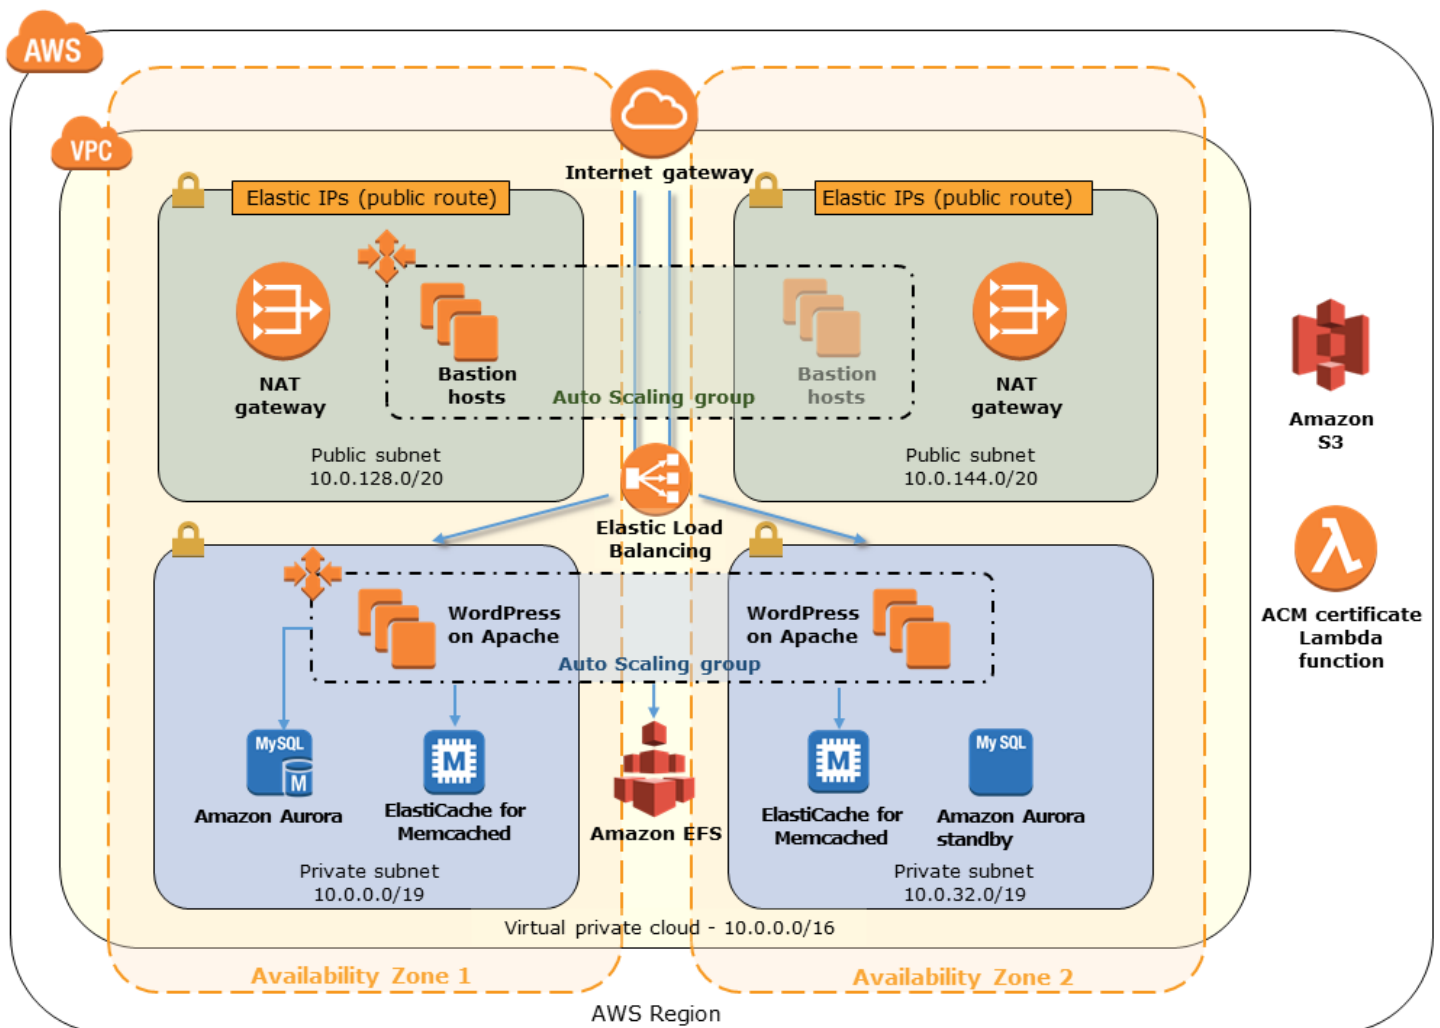 AWS
VPC
Internet gateway
Elastic IPs (public route)
Elastic IPs (public route)
NAT
gateway
Bastion
hosts
Bastion
hosts
NAT
gateway
Auto Scaling group
Public subnet
10.0.128.0/20
Public subnet
10.0.144.0/20
Elastic Load
Balancing
WordPress
on Apache
WordPress
on Apache
Auto Scaling group
MySQL
M
Amazon Aurora
M
ElastiCache for
Memcached
Amazon EFS
M
ElastiCache for
Memcached
My SQL
Amazon Aurora
standby
Private subnet
10.0.0.0/19
Private subnet
10.0.32.0/19
Virtual private cloud - 10.0.0.0/16
Availability Zone 1
Availability Zone 2
AWS Region
Amazon
S3
λ
ACM certificate
Lambda
function